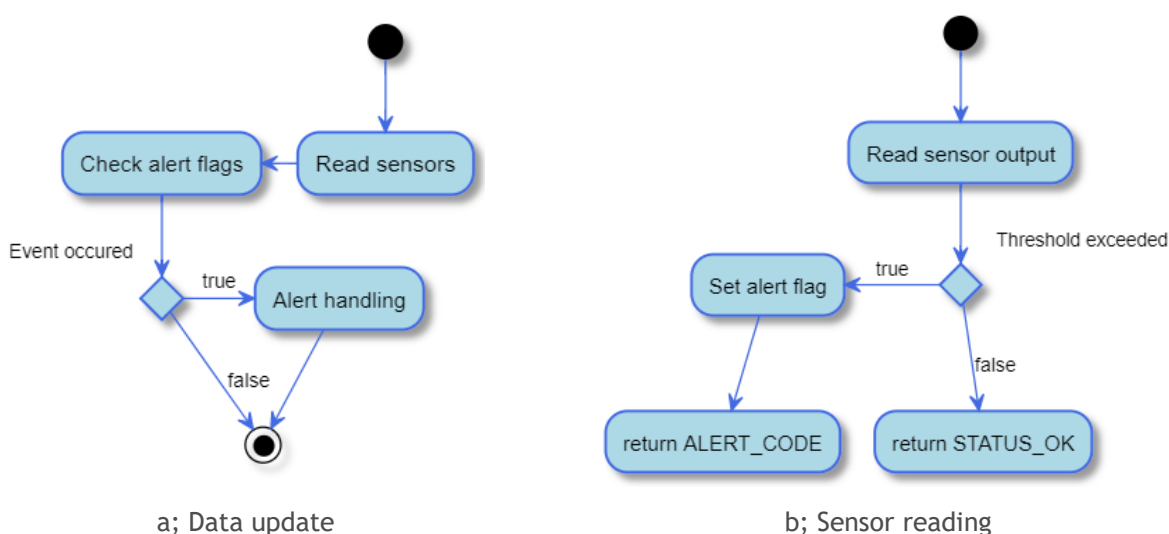 Read sensors
Check alert flags
Event occured
true
Alert handling
false
a; Data update
Read sensor output
Threshold exceeded
true
Set alert flag
false
return ALERT_CODE
return STATUS_OK
b; Sensor reading